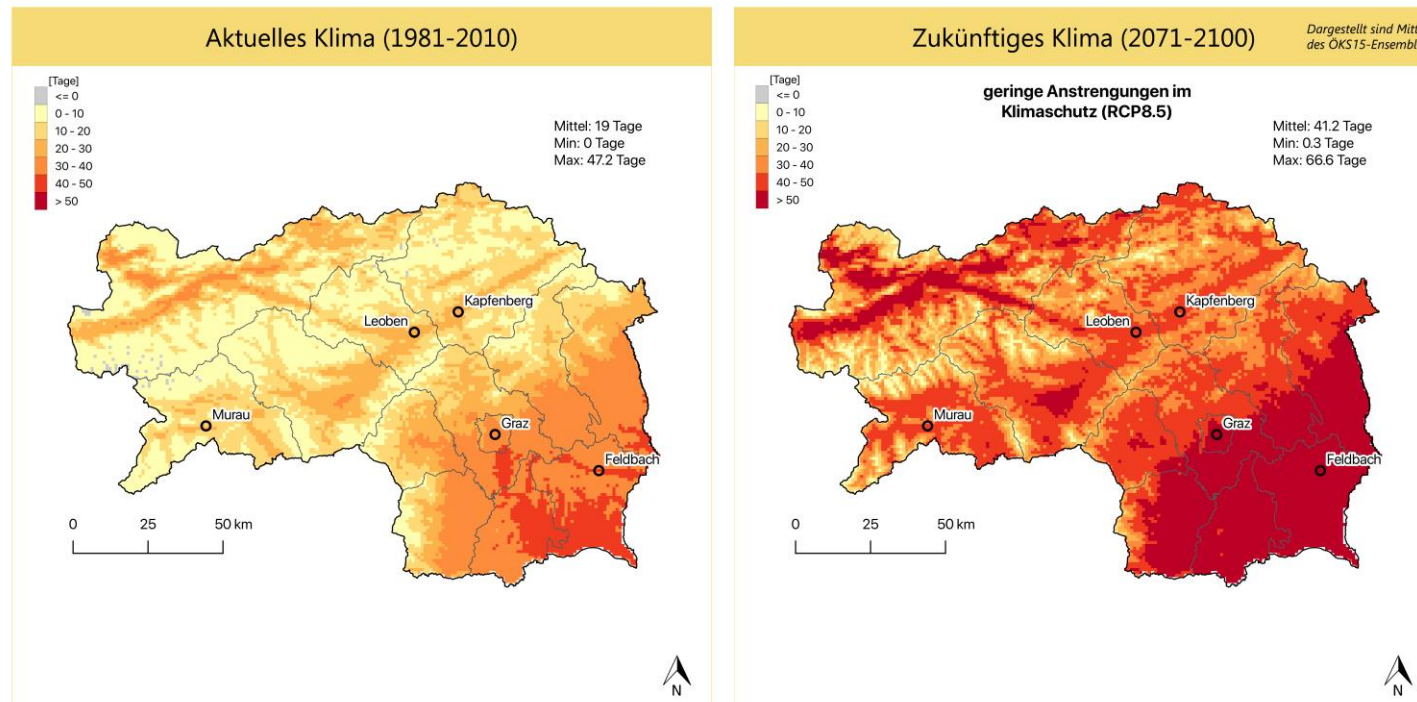 Aktuelles Klima (1981-2010)
[Tage]
<= 0
0 - 10
10 - 20
20 - 30
30 - 40
40 - 50
> 50
Mittel: 19 Tage
Min: 0 Tage
Max: 47.2 Tage
Kapfenberg
Leoben
Murau
Graz
Feldbach
0 25 50 km
N
Zukünftiges Klima (2071-2100)
Dargestellt sind Mitt
des ÖKS15-Ensembl
[Tage]
<= 0
0 - 10
10 - 20
20 - 30
30 - 40
40 - 50
> 50
geringe Anstrengungen im
Klimaschutz (RCP8.5)
Mittel: 41.2 Tage
Min: 0.3 Tage
Max: 66.6 Tage
Kapfenberg
Leoben
Murau
Graz
Feldbach
0 25 50 km
N